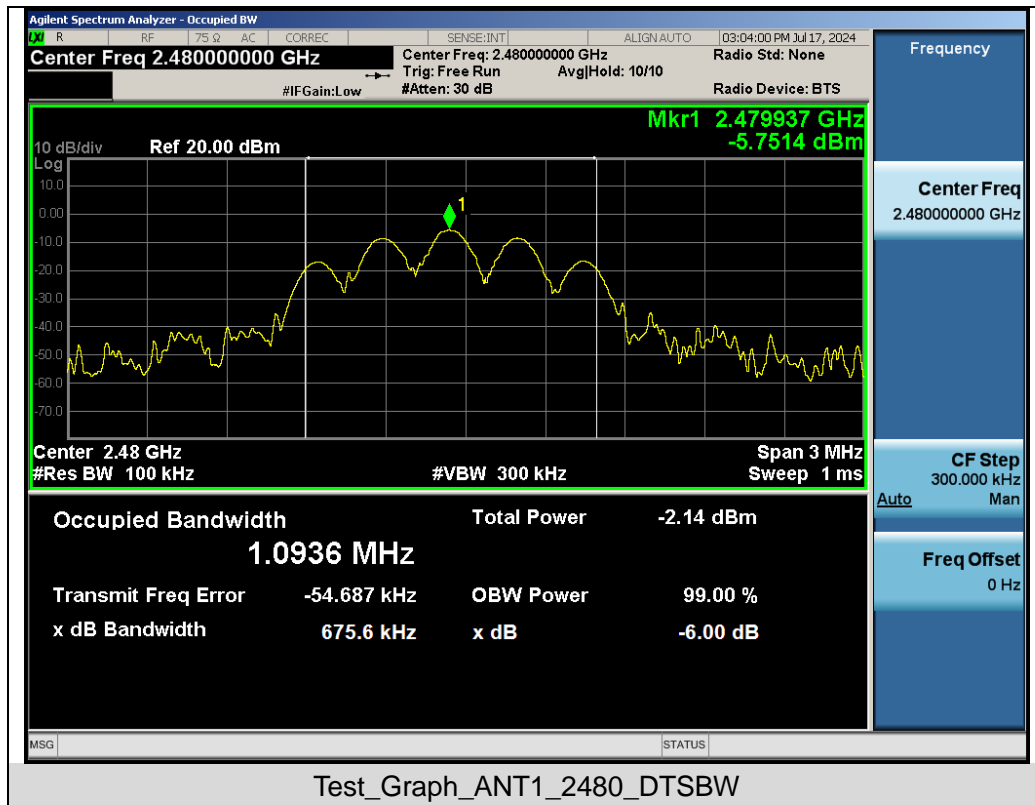 Agilent Spectrum Analyzer - Occupied BW
LXI R RF 75 Ω AC CORREC SENSE:INT ALIGN AUTO 03:04:00 PM Jul 17, 2024
Center Freq 2.480000000 GHz
Center Freq: 2.480000000 GHz Radio Std: None
Trig: Free Run Avg|Hold: 10/10
#IFGain:Low #Atten: 30 dB Radio Device: BTS
Mkr1 2.479937 GHz
-5.7514 dBm
10 dB/div Ref 20.00 dBm
Log
10.0
0.00
1
-10.0
-20.0
-30.0
-40.0
-50.0
-60.0
-70.0
Center 2.48 GHz Span 3 MHz
#Res BW 100 kHz #VBW 300 kHz Sweep 1 ms
Occupied Bandwidth Total Power -2.14 dBm
1.0936 MHz
Transmit Freq Error -54.687 kHz OBW Power 99.00 %
x dB Bandwidth 675.6 kHz x dB -6.00 dB
MSG STATUS
Frequency
Center Freq
2.480000000 GHz
CF Step
300.000 kHz
Auto Man
Freq Offset
0 Hz
Test_Graph_ANT1_2480_DTSBW